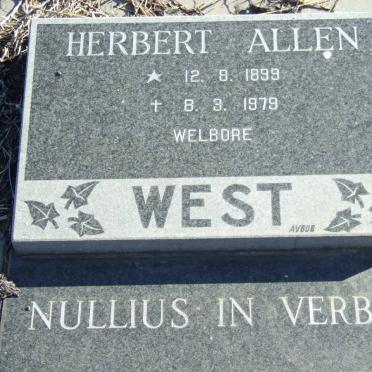 HERBERT ALLEN
★ 12. 8. 1899
✝ 8. 3. 1979
WELBORE
WEST
AVBOB
NULLIUS IN VERB